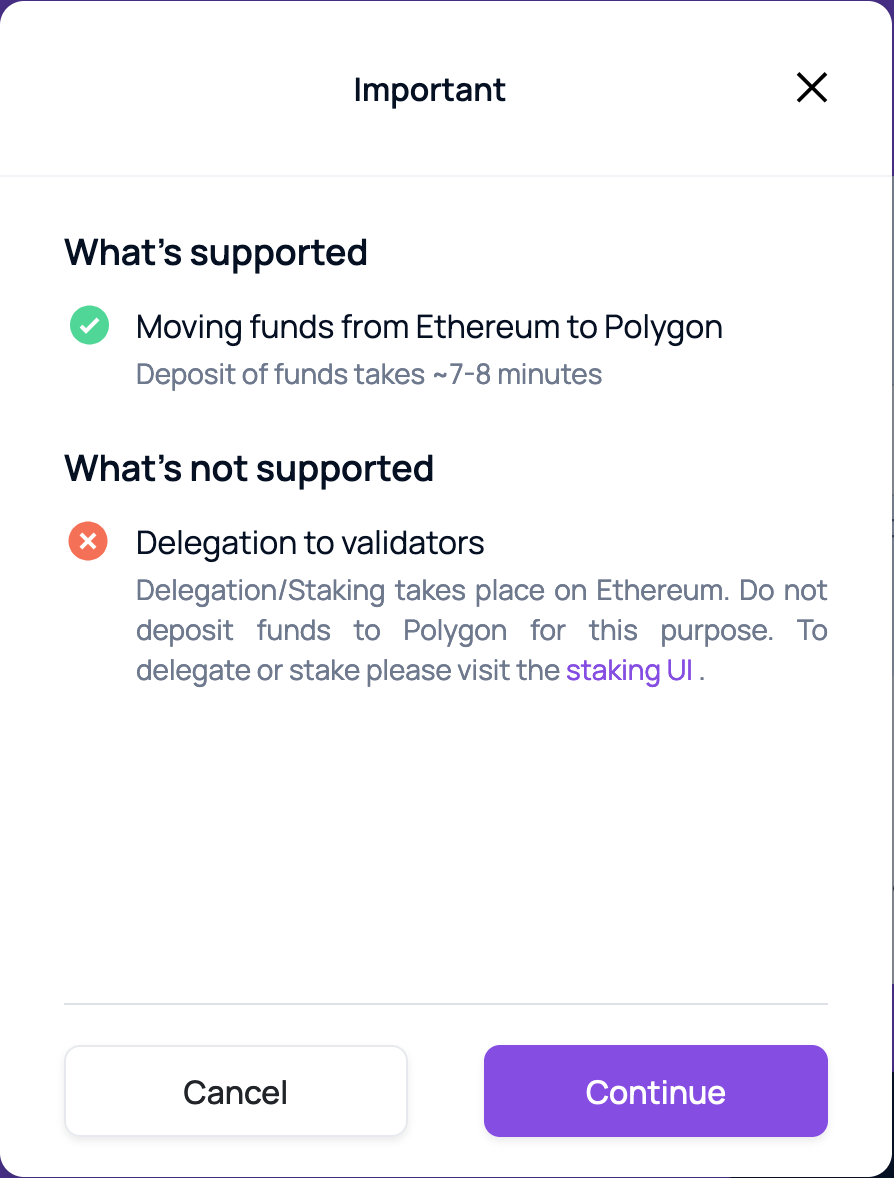 Important
What's supported
Moving funds from Ethereum to Polygon
Deposit of funds takes ~7-8 minutes
What's not supported
Delegation to validators
Delegation/Staking takes place on Ethereum. Do not
deposit funds to Polygon for this purpose. To
delegate or stake please visit the staking UI .
Cancel
Continue